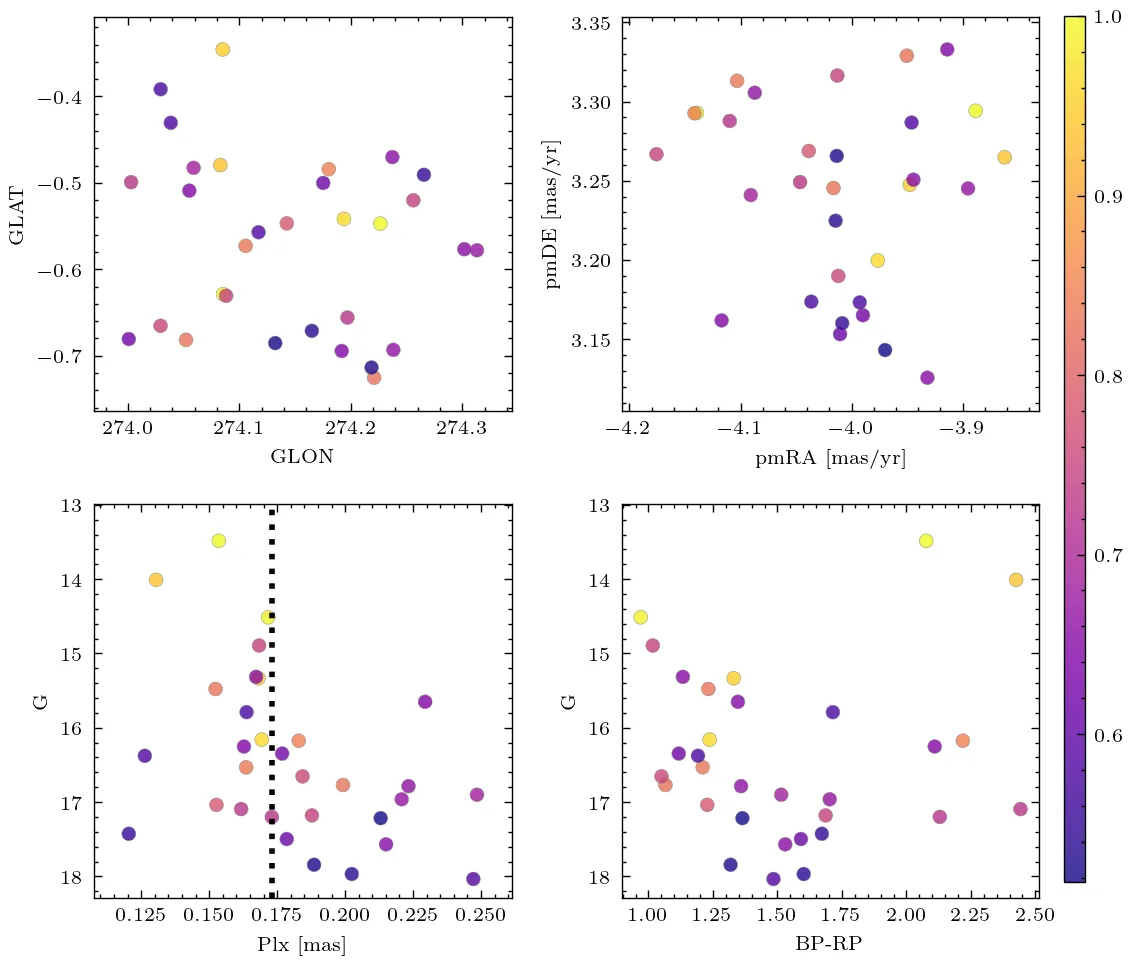 −0.4
−0.5
−0.6
−0.7
GLAT
274.0 274.1 274.2 274.3
GLON
3.35
3.30
3.25
3.20
3.15
pmDE [mas/yr]
−4.2 −4.1 −4.0 −3.9
pmRA [mas/yr]
13
14
15
16
17
18
G
0.125 0.150 0.175 0.200 0.225 0.250
Plx [mas]
13
14
15
16
17
18
G
1.00 1.25 1.50 1.75 2.00 2.25 2.50
BP-RP
1.0
0.9
0.8
0.7
0.6